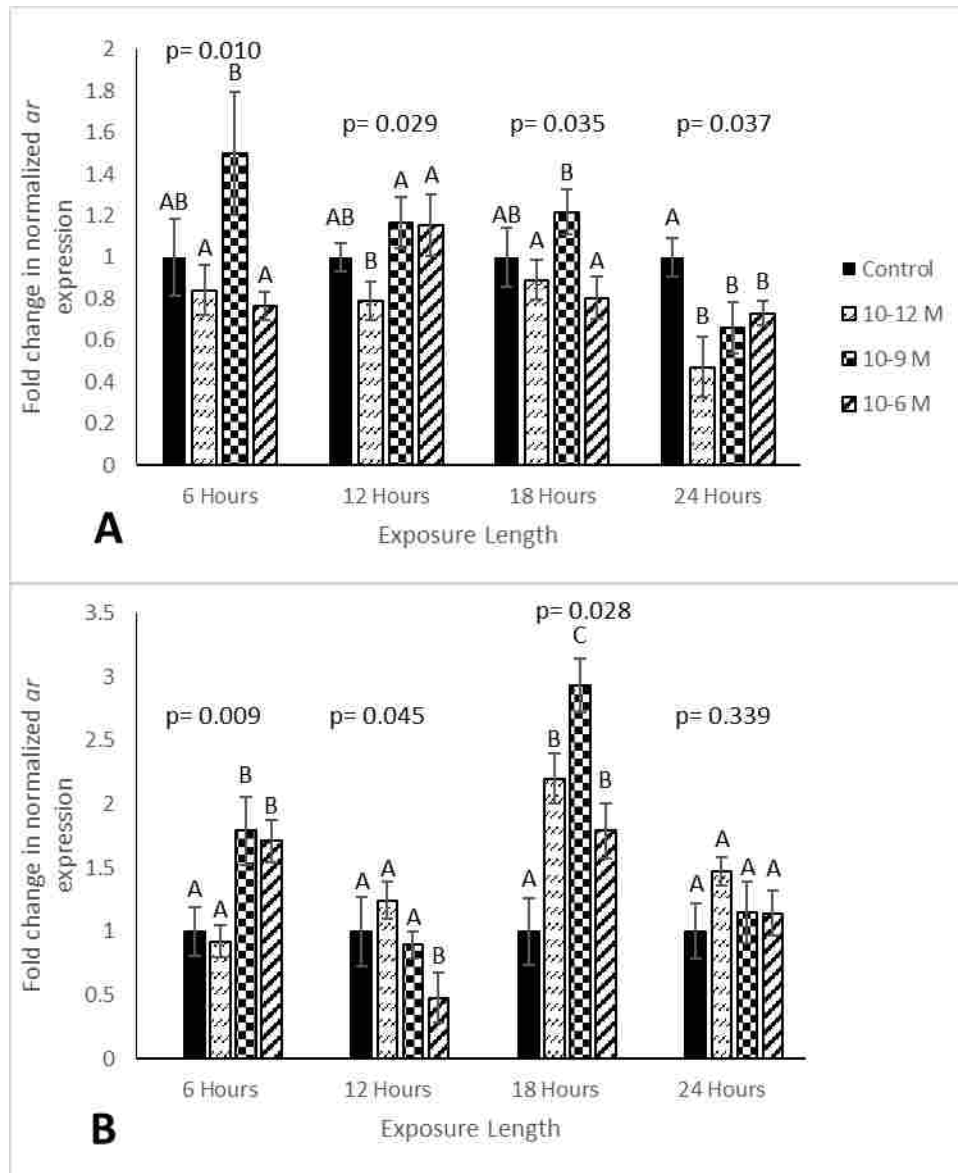 p= 0.010
B
p= 0.029
p= 0.035
p= 0.037
AB
A
A
AB
B
A
A
AB
A
B
A
A
B
B
B
2
1.8
1.6
1.4
1.2
1
0.8
0.6
0.4
0.2
0
Fold change in normalized ar
expression
6 Hours
12 Hours
18 Hours
24 Hours
Exposure Length
A
Control
10-12 M
10-9 M
10-6 M
p= 0.028
p= 0.009
p= 0.045
p= 0.339
A
A
B
B
A
A
A
B
A
B
C
B
A
A
A
A
3.5
3
2.5
2
1.5
1
0.5
0
Fold change in normalized ar
expression
6 Hours
12 Hours
18 Hours
24 Hours
Exposure Length
B